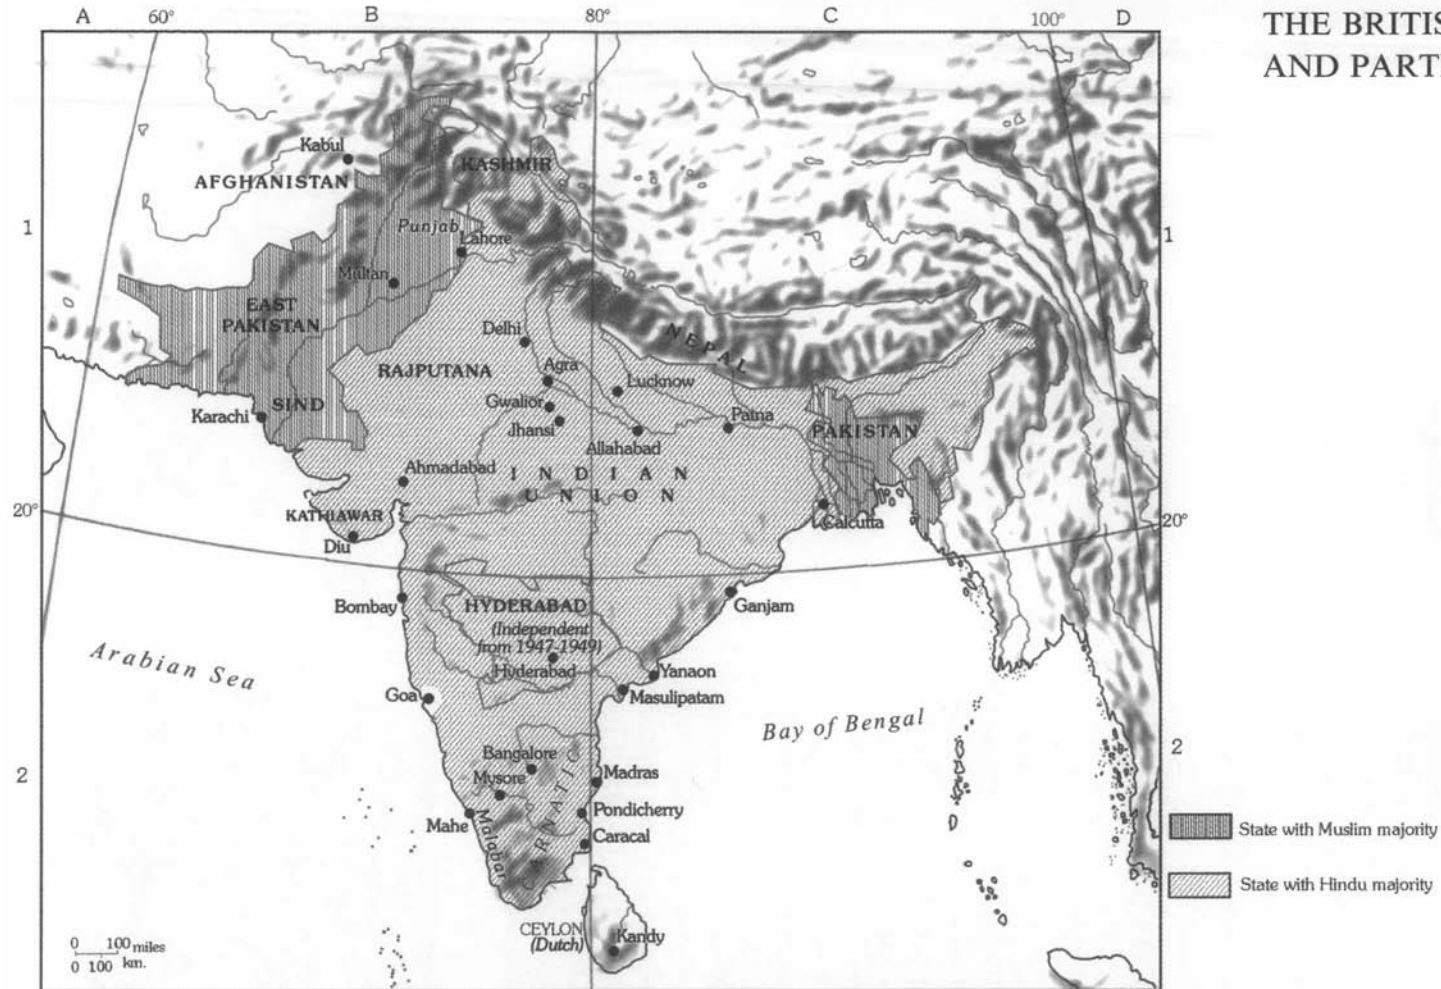 A 60° B 80° C 100° D
THE BRITIS
AND PARTI
Kabul
AFGHANISTAN
KASHMIR
1
1
Punjab
Lahore
Multan
EAST
PAKISTAN
Delhi
NEPAL
RAJPUTANA
Agra
Lucknow
Gwalior
SIND
Karachi
Jhansi
Patna
PAKISTAN
Allahabad
Ahmadabad
INDIAN
UNION
20°
20°
KATHIAWAR
Calcutta
Diu
Bombay
HYDERABAD
Ganjam
(Independent
from 1947-1949)
Hyderabad
Arabian Sea
Yanaon
Goa
Masulipatam
Bay of Bengal
2
2
Bangalore
Mysore
Madras
CARNATIC
Mahe
Malabar
Pondicherry
Caracal
State with Muslim majority
State with Hindu majority
CEYLON
(Dutch)
Kandy
0 100 miles
0 100 km.